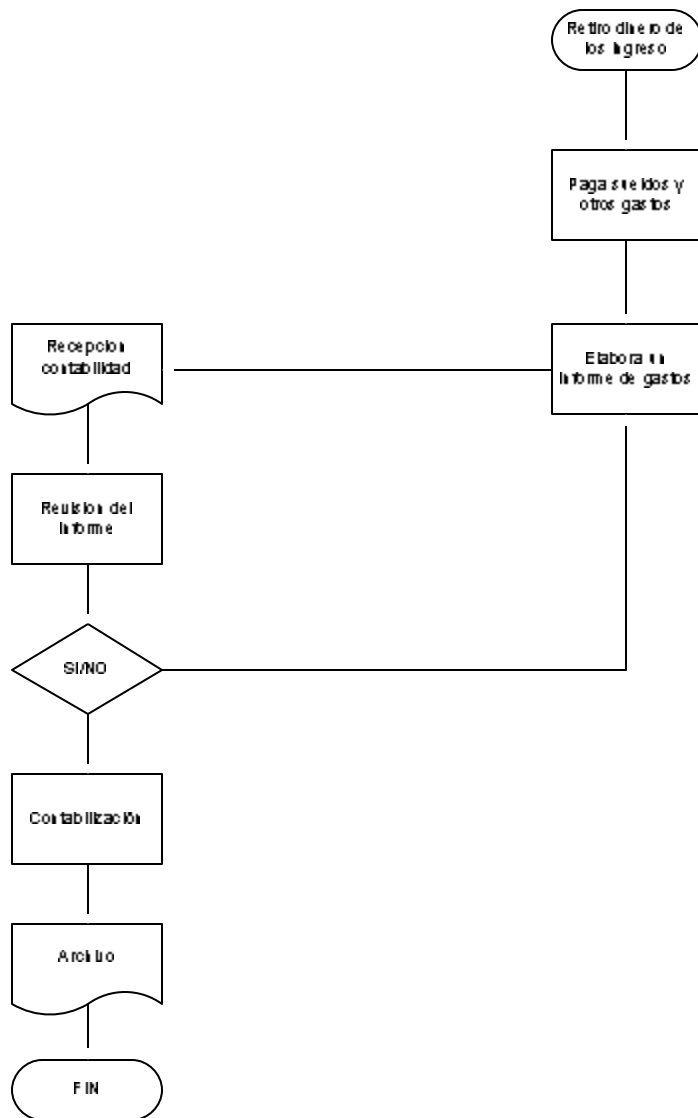 Retiro dinero de
los ingreso
Paga sueldos y
otros gastos
Elabora un
informe de gastos
Recepcion
contabilidad
Revision del
informe
SI/NO
Contabilización
Archivo
FIN